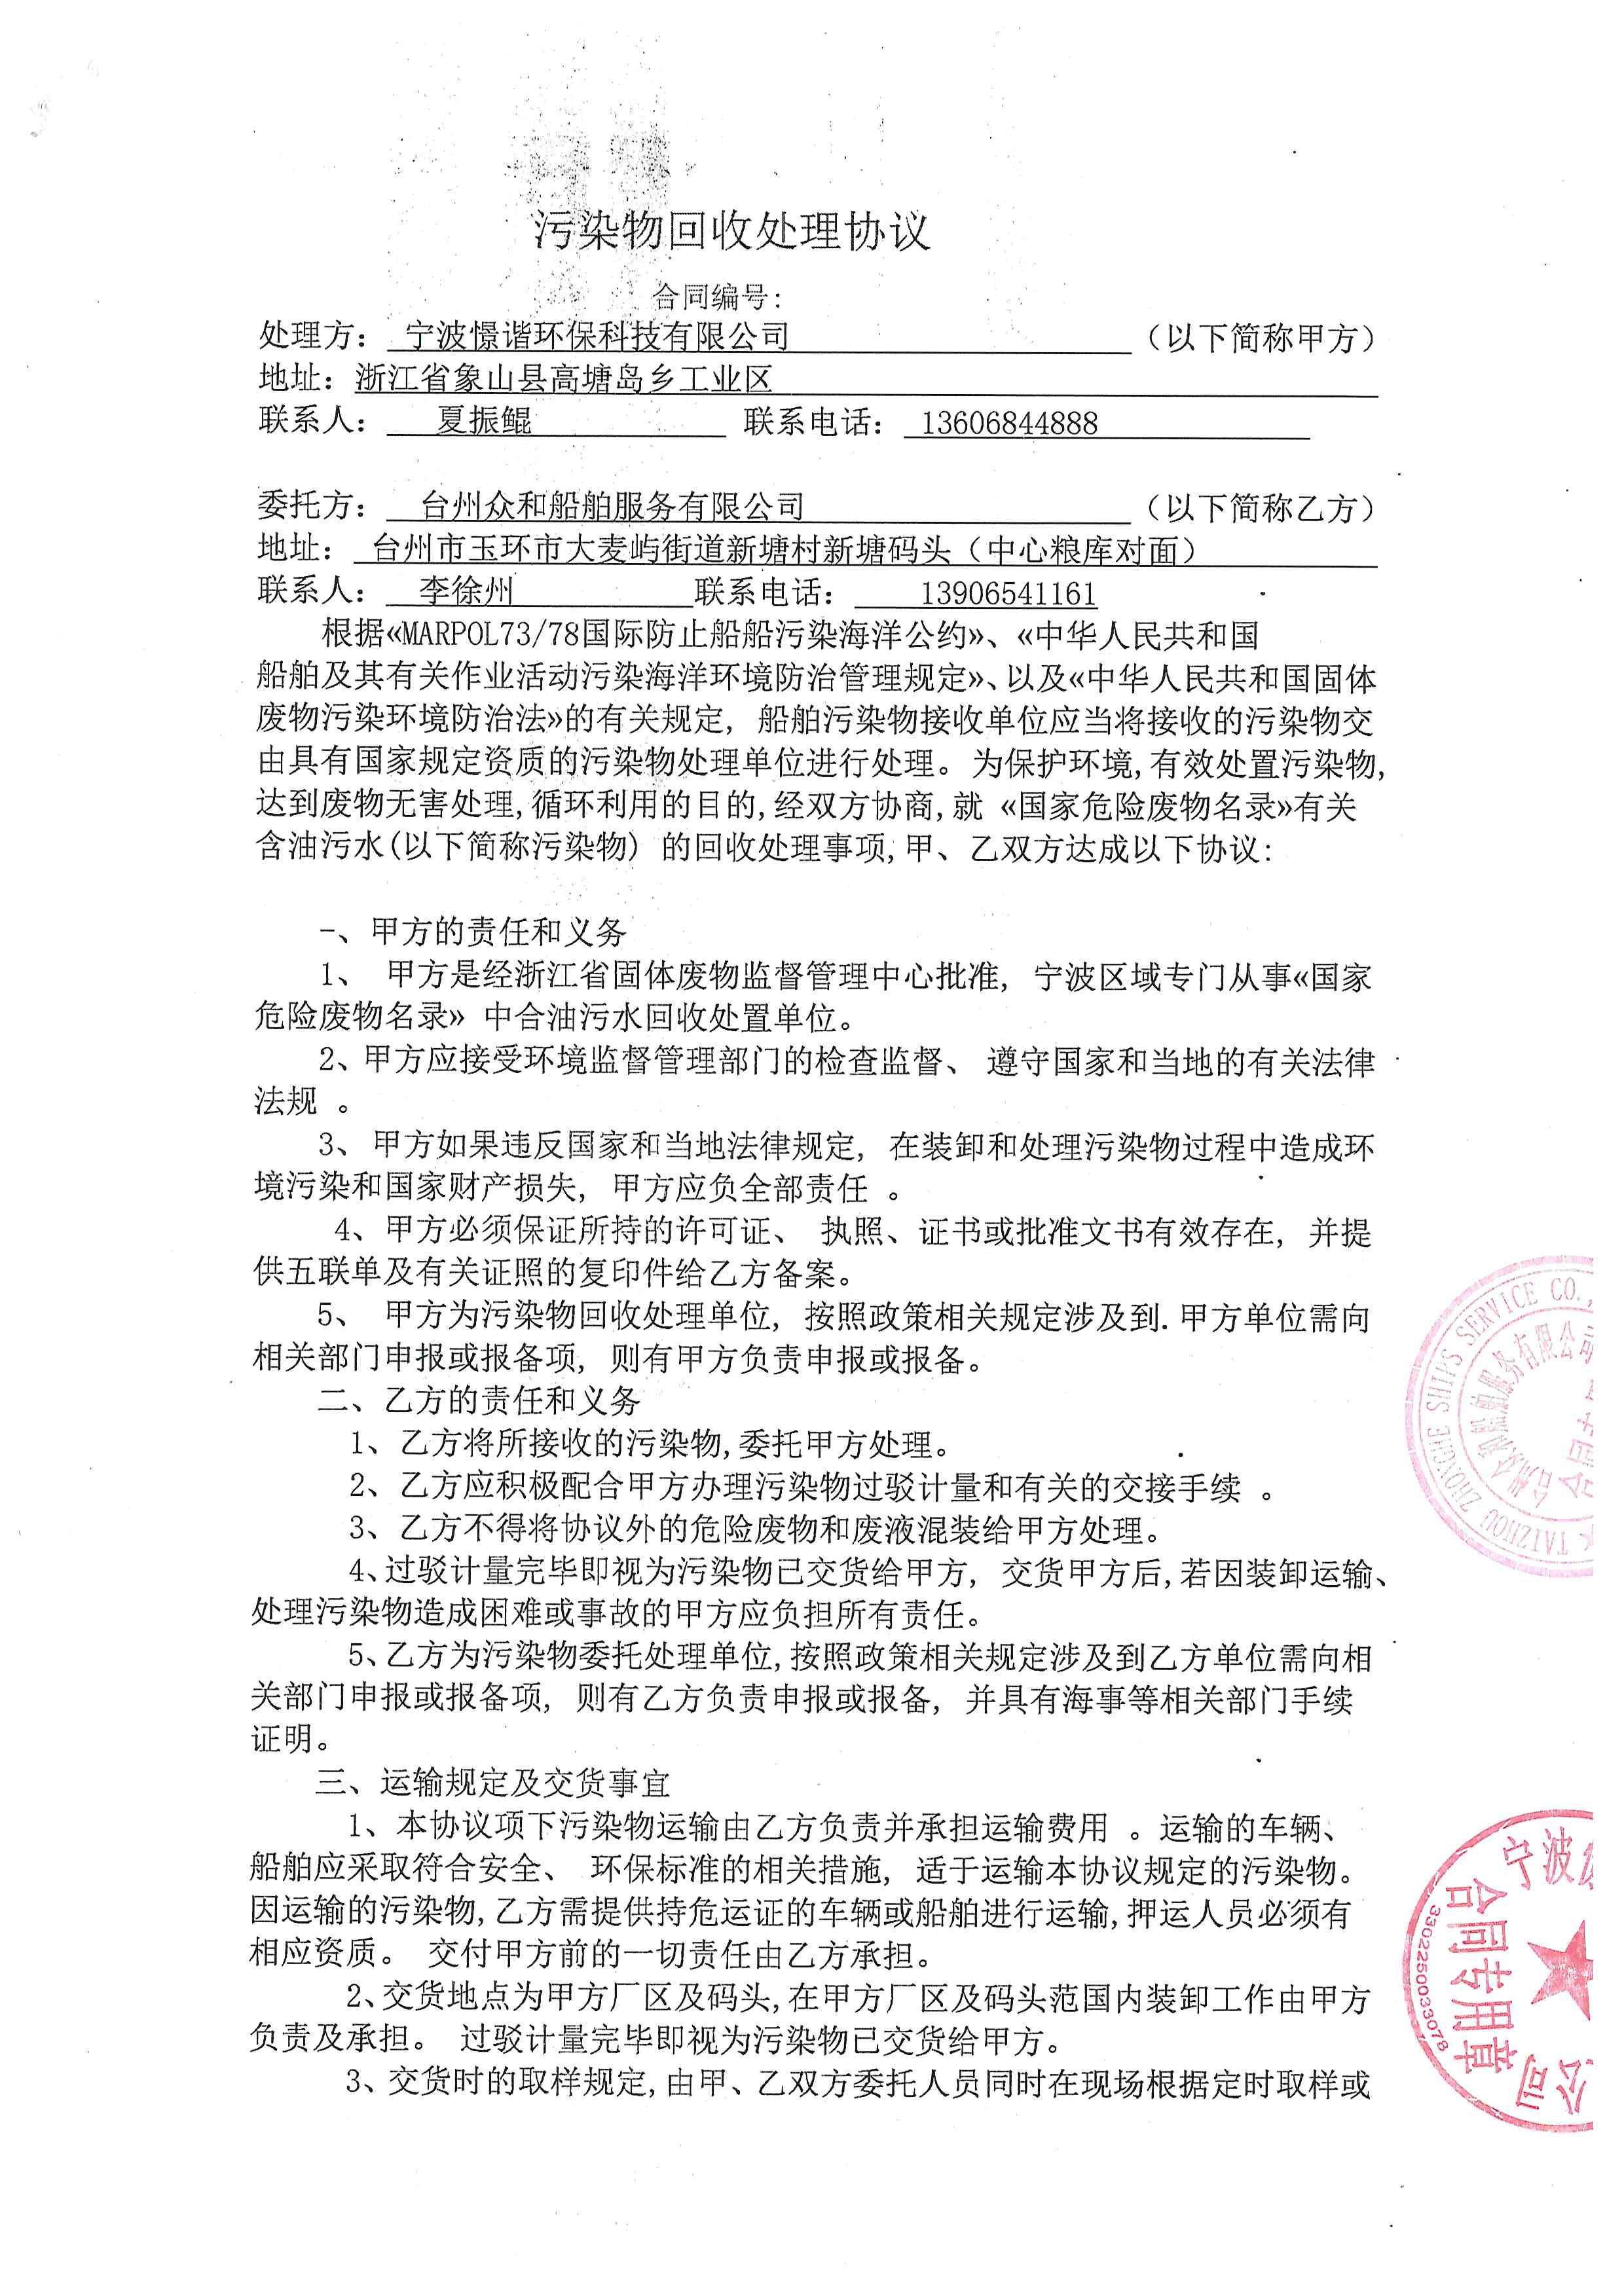 污染物回收处理协议
合同编号:
处理方: 宁波憬谐环保科技有限公司 (以下简称甲方)
地址: 浙江省象山县高塘岛乡工业区
联系人: 夏振鲲 联系电话: 13606844888
委托方: 台州众和船舶服务有限公司 (以下简称乙方)
地址: 台州市玉环市大麦屿街道新塘村新塘码头(中心粮库对面)
联系人: 李徐州 联系电话: 13906541161
根据«MARPOL73/78国际防止船船污染海洋公约»、«中华人民共和国
船舶及其有关作业活动污染海洋环境防治管理规定»、以及«中华人民共和国固体
废物污染环境防治法»的有关规定, 船舶污染物接收单位应当将接收的污染物交
由具有国家规定资质的污染物处理单位进行处理。为保护环境,有效处置污染物,
达到废物无害处理,循环利用的目的,经双方协商,就 «国家危险废物名录»有关
含油污水(以下简称污染物) 的回收处理事项,甲、乙双方达成以下协议:
-、甲方的责任和义务
1、 甲方是经浙江省固体废物监督管理中心批准, 宁波区域专门从事«国家
危险废物名录» 中合油污水回收处置单位。
2、甲方应接受环境监督管理部门的检查监督、 遵守国家和当地的有关法律
法规 。
3、 甲方如果违反国家和当地法律规定, 在装卸和处理污染物过程中造成环
境污染和国家财产损失, 甲方应负全部责任 。
4、甲方必须保证所持的许可证、 执照、证书或批准文书有效存在, 并提
供五联单及有关证照的复印件给乙方备案。
5、 甲方为污染物回收处理单位, 按照政策相关规定涉及到.甲方单位需向
相关部门申报或报备项, 则有甲方负责申报或报备。
二、乙方的责任和义务
1、乙方将所接收的污染物,委托甲方处理。
2、乙方应积极配合甲方办理污染物过驳计量和有关的交接手续 。
3、乙方不得将协议外的危险废物和废液混装给甲方处理。
4、过驳计量完毕即视为污染物已交货给甲方, 交货甲方后,若因装卸运输、
处理污染物造成困难或事故的甲方应负担所有责任。
5、乙方为污染物委托处理单位,按照政策相关规定涉及到乙方单位需向相
关部门申报或报备项, 则有乙方负责申报或报备, 并具有海事等相关部门手续
证明。
三、运输规定及交货事宜
1、本协议项下污染物运输由乙方负责并承担运输费用 。运输的车辆、
船舶应采取符合安全、 环保标准的相关措施, 适于运输本协议规定的污染物。
因运输的污染物,乙方需提供持危运证的车辆或船舶进行运输,押运人员必须有
相应资质。 交付甲方前的一切责任由乙方承担。
2、交货地点为甲方厂区及码头,在甲方厂区及码头范国内装卸工作由甲方
负责及承担。 过驳计量完毕即视为污染物已交货给甲方。
3、交货时的取样规定,由甲、乙双方委托人员同时在现场根据定时取样或
TAIZHOU ZHONGHE SHIPS SERVICE CO.,
台州众和船舶服务有限公司
合同
宁波
公司
合同专用章
3302250033078